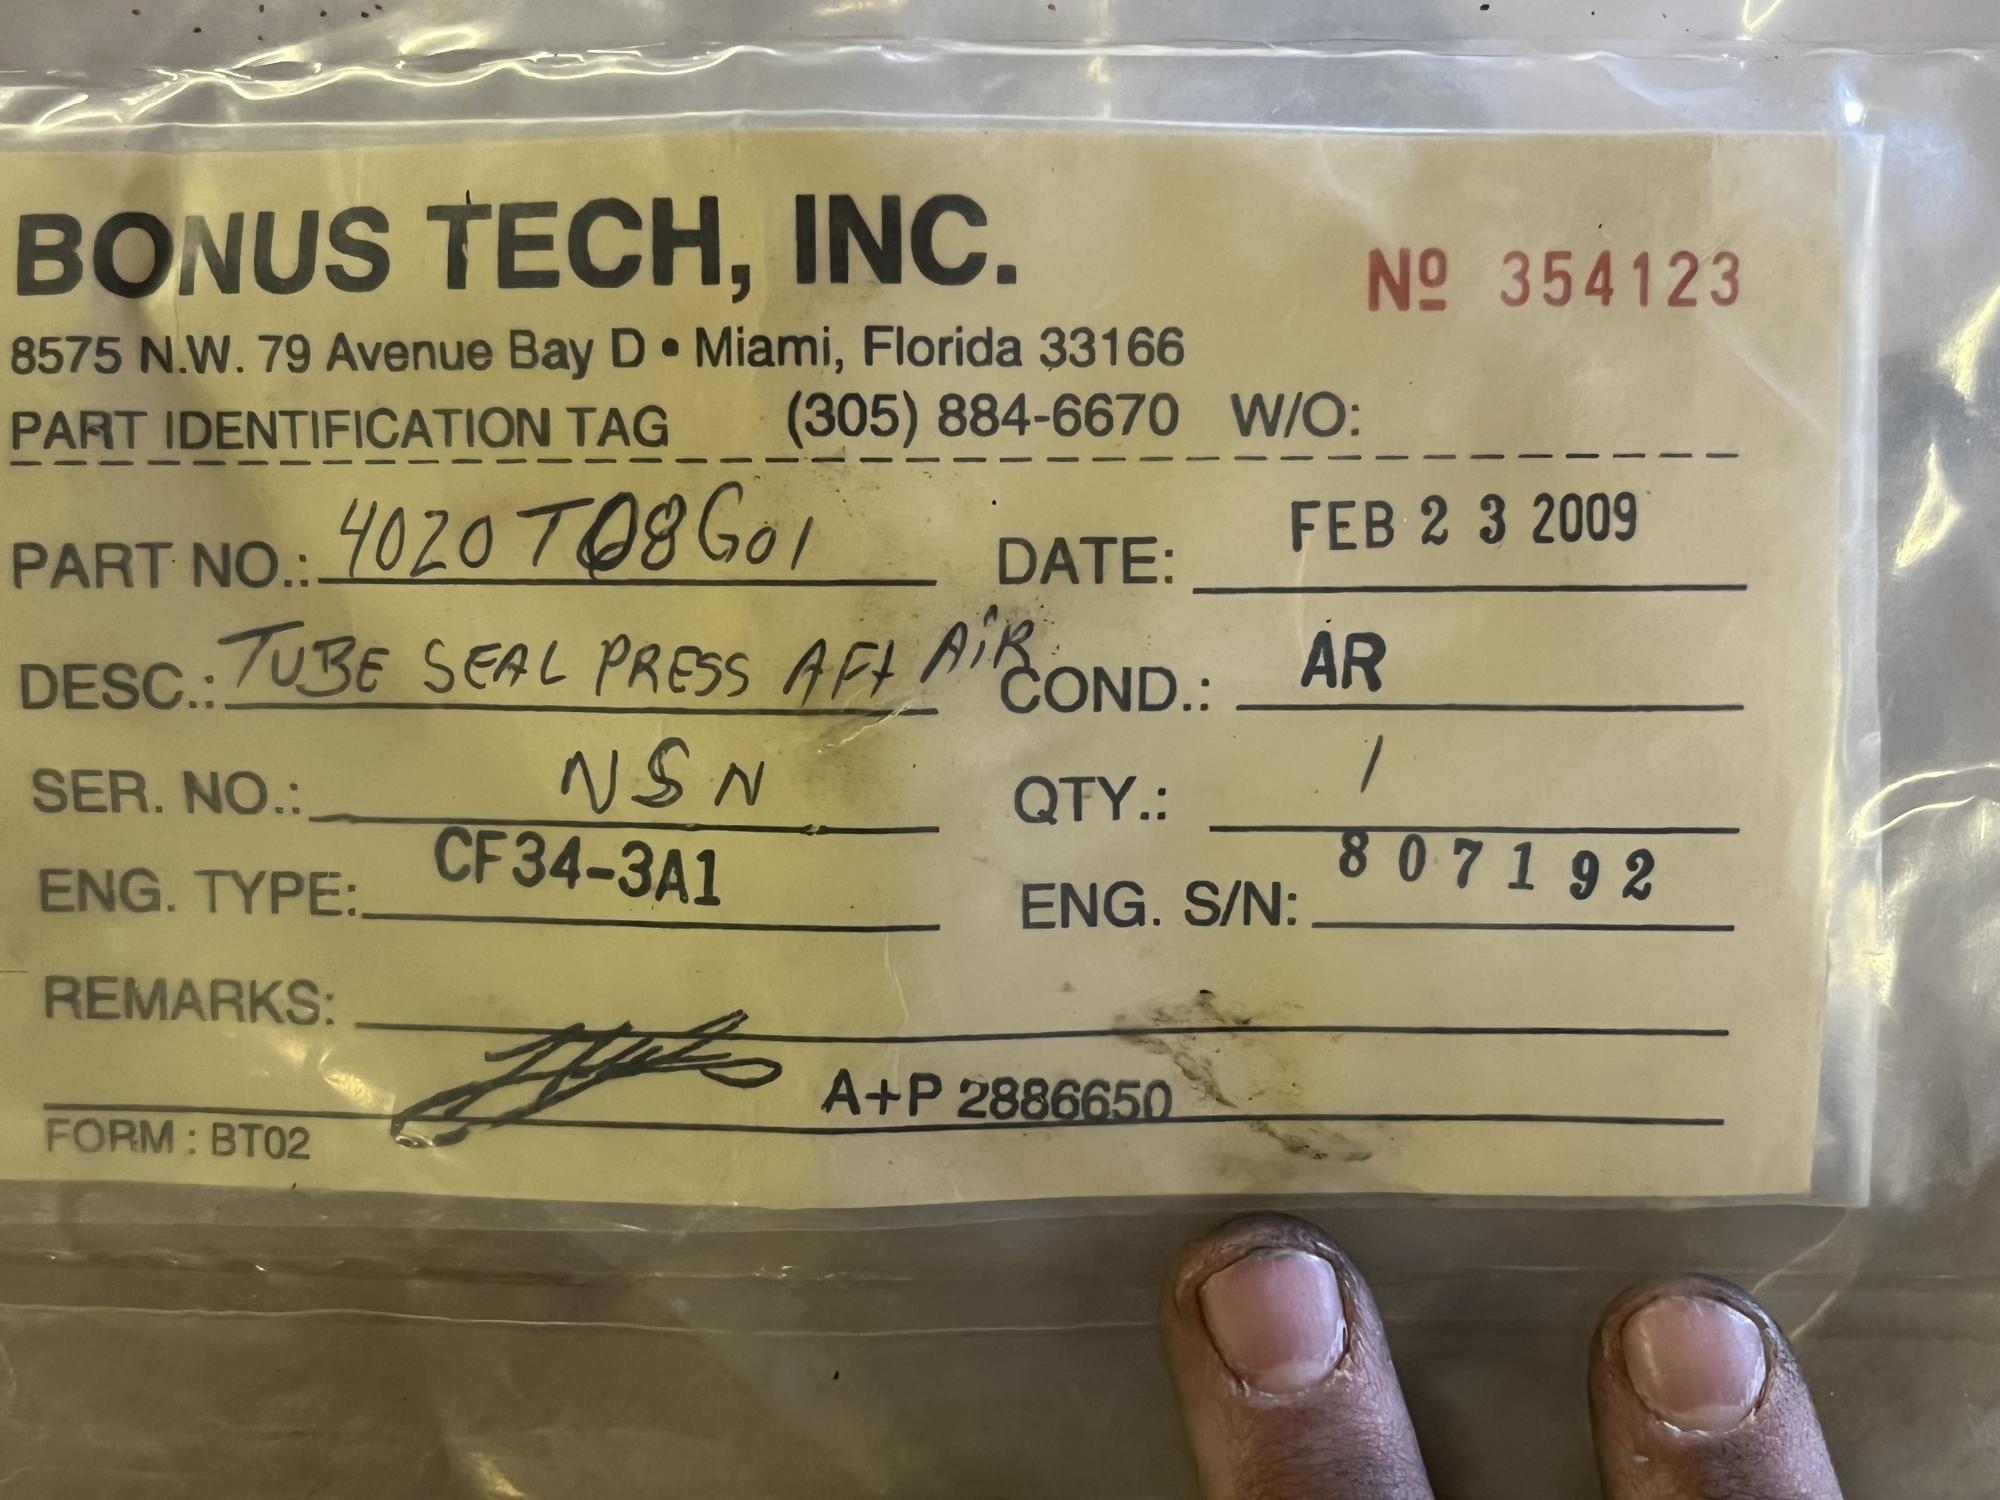 BONUS TECH, INC.
Nº 354123
8575 N.W. 79 Avenue Bay D • Miami, Florida 33166
PART IDENTIFICATION TAG (305) 884-6670 W/O:
PART NO.: 4020T08G01 DATE: FEB 23 2009
DESC.: TUBE SEAL PRESS AFt AiR COND.: AR
SER. NO.: NSN QTY.: 1
ENG. TYPE: CF34-3A1 ENG. S/N: 807192
REMARKS:
A+P 2886650
FORM : BT02